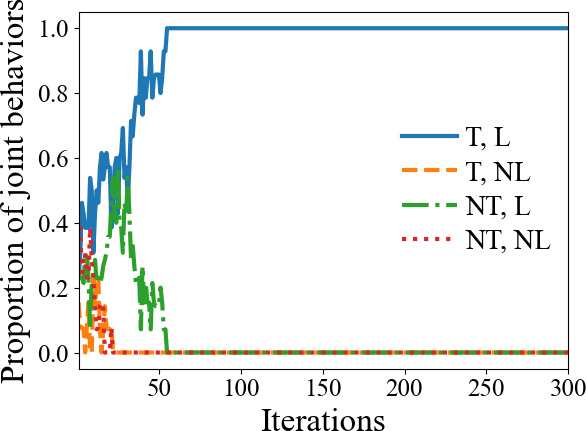 Proportion of joint behaviors
1.0
0.8
0.6
0.4
0.2
0.0
T, L
T, NL
NT, L
NT, NL
50
100
150
200
250
300
Iterations